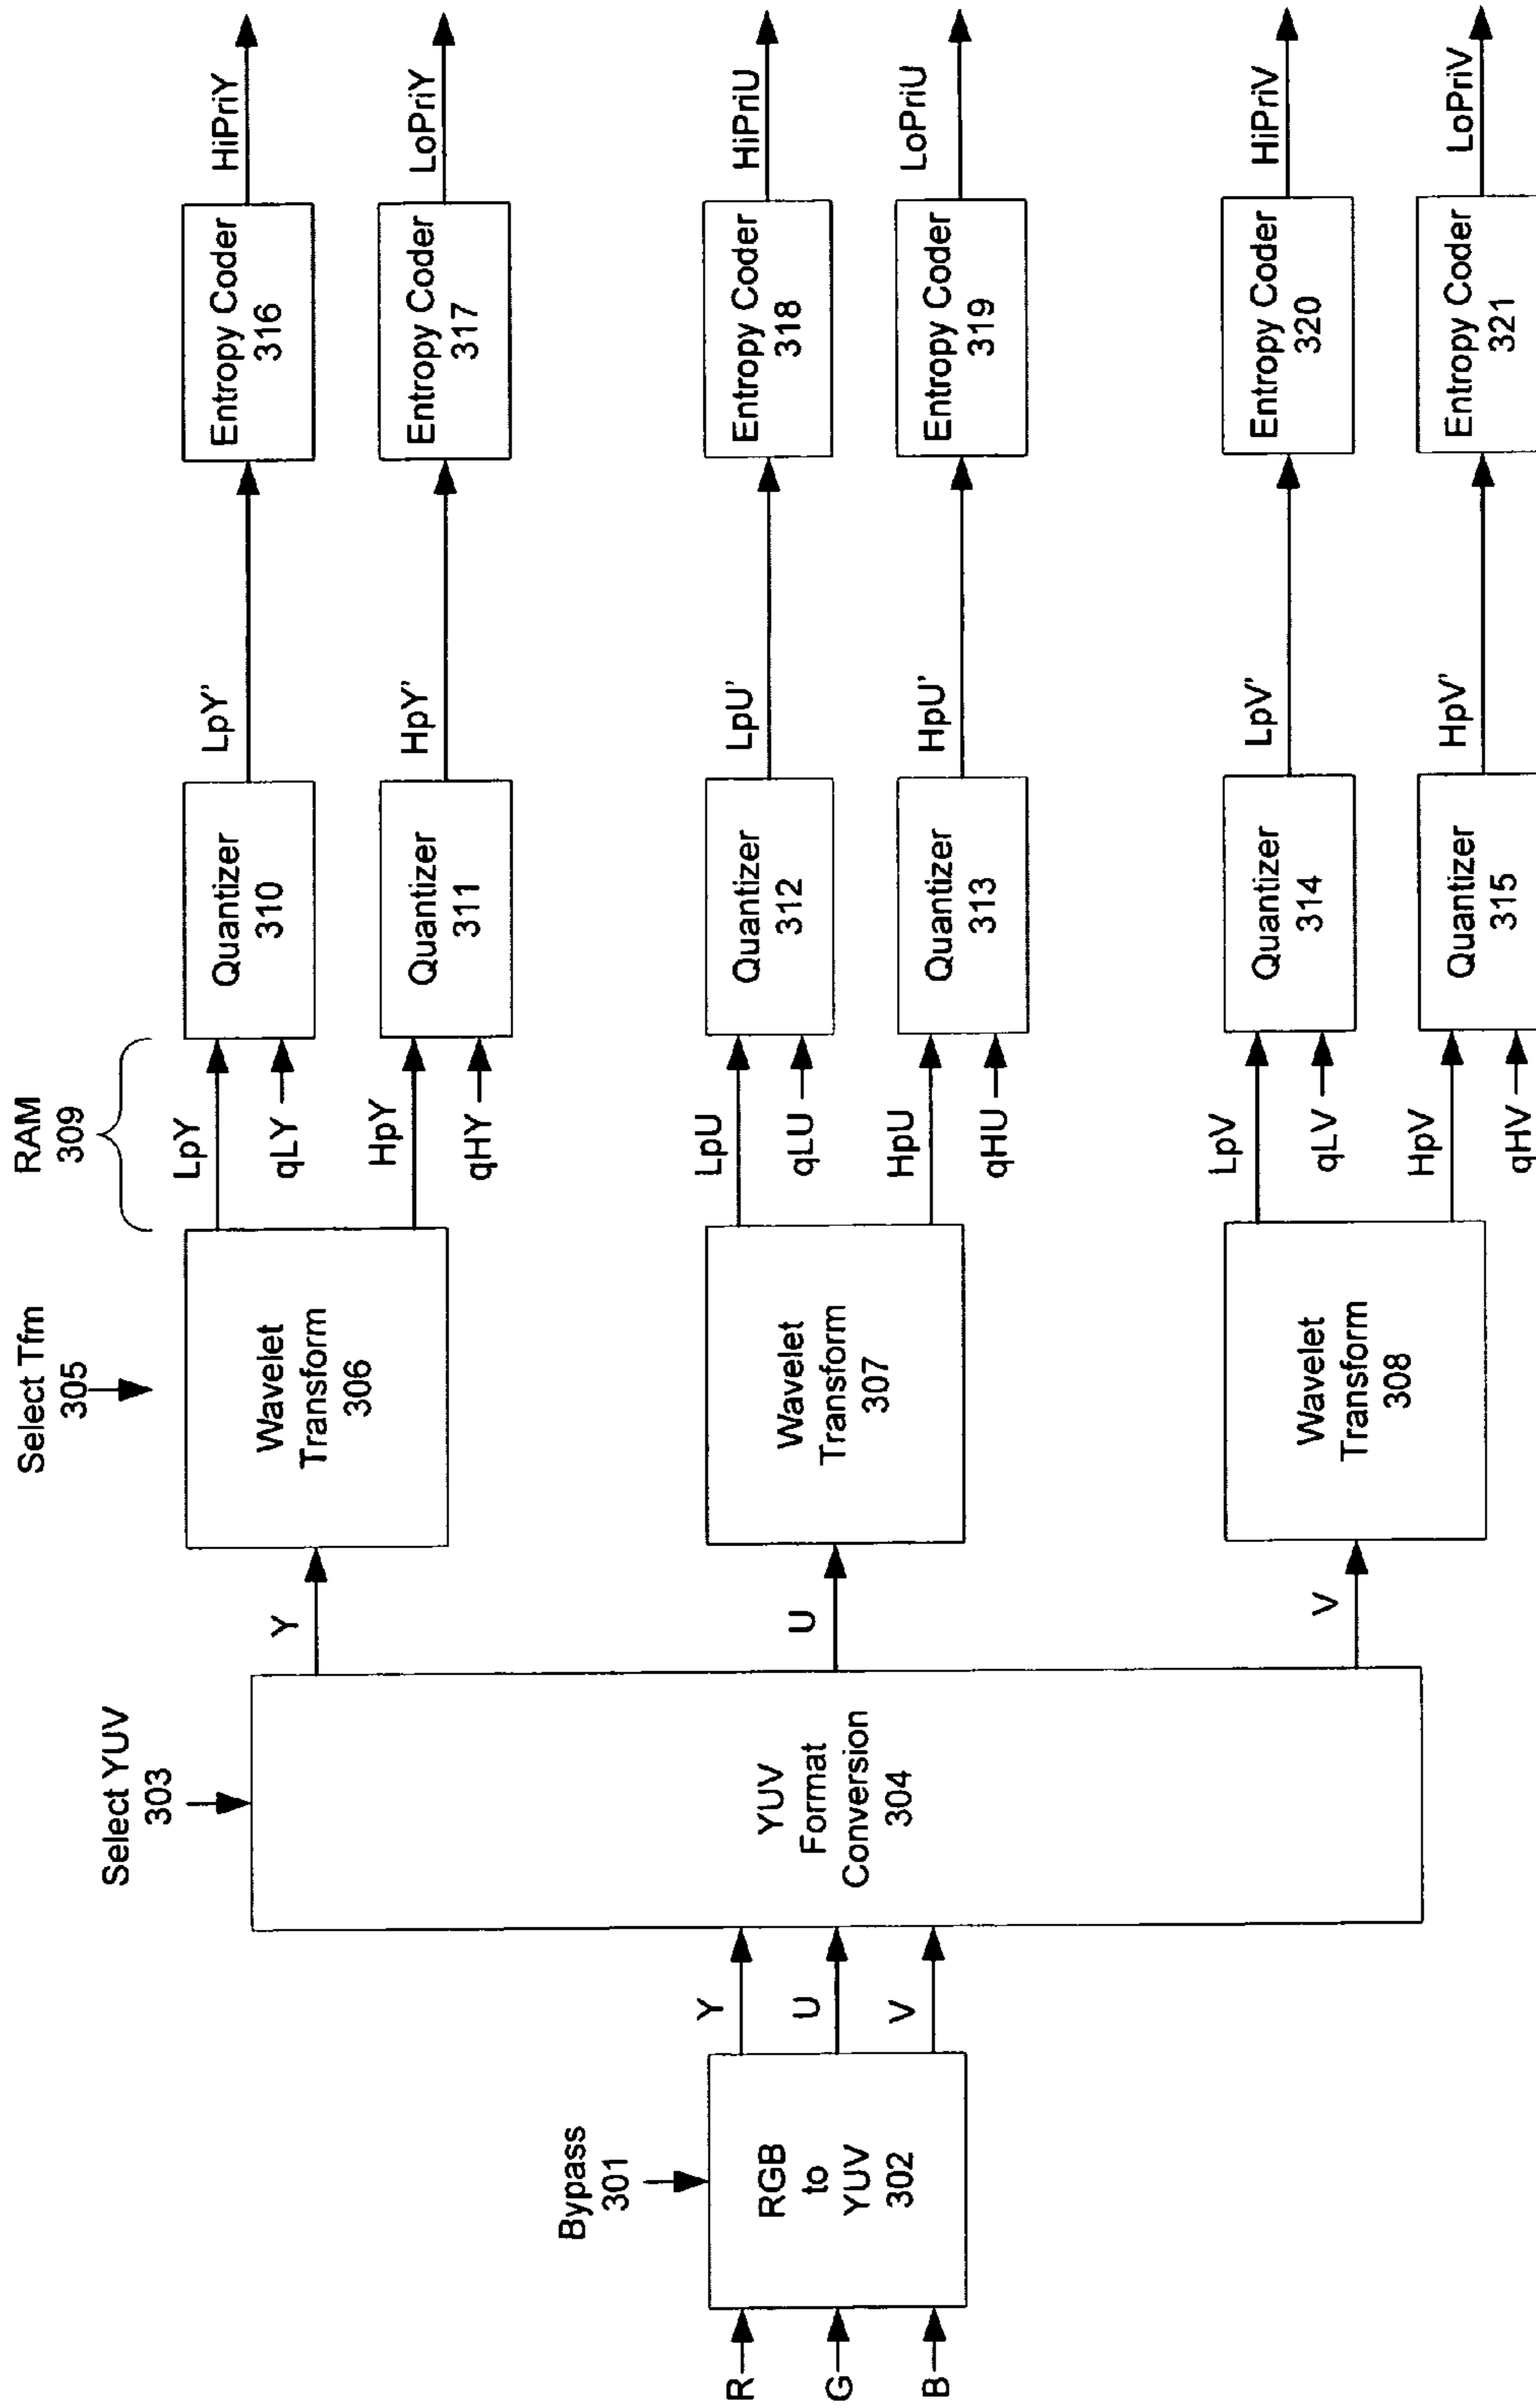 R
G
B
Bypass
301
RGB
to
YUV
302
Y
U
V
Select YUV
303
YUV
Format
Conversion
304
Y
U
V
Select Tfm
305
Wavelet
Transform
306
Wavelet
Transform
307
Wavelet
Transform
308
RAM
309
LpY
qLY
HpY
qHY
LpU
qLU
HpU
qHU
LpV
qLV
HpV
qHV
Quantizer
310
Quantizer
311
Quantizer
312
Quantizer
313
Quantizer
314
Quantizer
315
LpY'
HpY'
LpU'
HpU'
LpV'
HpV'
Entropy Coder
316
Entropy Coder
317
Entropy Coder
318
Entropy Coder
319
Entropy Coder
320
Entropy Coder
321
HiPriY
LoPriY
HiPriU
LoPriU
HiPriV
LoPriV